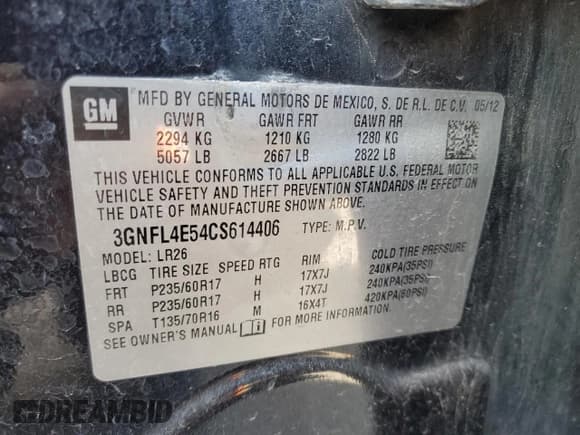 GM
MFD BY GENERAL MOTORS DE MEXICO, S. DE R.L. DE C.V. 05/12
GVWR GAWR FRT GAWR RR
2294 KG 1210 KG 1280 KG
5057 LB 2667 LB 2822 LB
THIS VEHICLE CONFORMS TO ALL APPLICABLE U.S. FEDERAL MOTOR
VEHICLE SAFETY AND THEFT PREVENTION STANDARDS IN EFFECT ON
THE DATE OF MANUFACTURE SHOWN ABOVE.
3GNFL4E54CS614406 TYPE: M.P.V.
MODEL: LR26
LBCG TIRE SIZE SPEED RTG RIM COLD TIRE PRESSURE
FRT P235/60R17 H 17X7J 240KPA(35PSI)
RR P235/60R17 H 17X7J 240KPA(35PSI)
SPA T135/70R16 M 16X4T 420KPA(60PSI)
SEE OWNER'S MANUAL FOR MORE INFORMATION.
DREAMBID